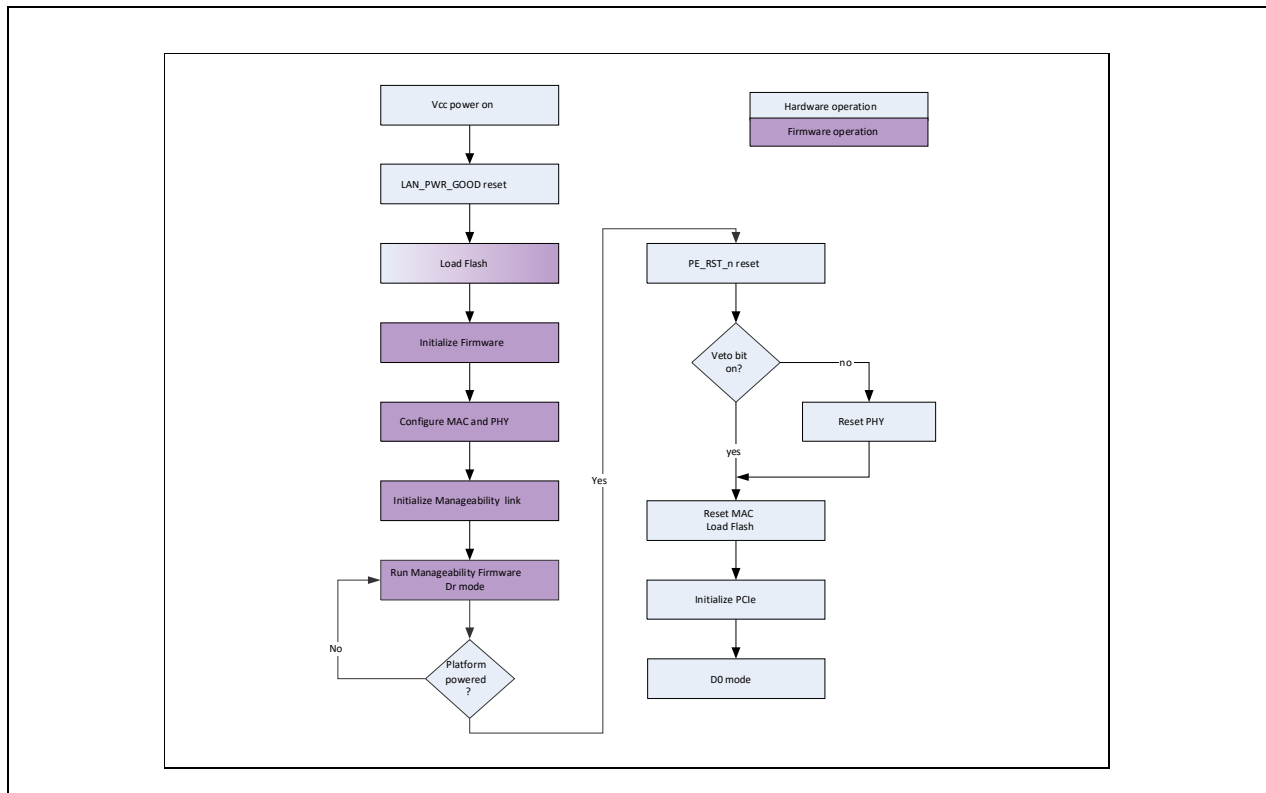 Vcc power on
LAN_PWR_GOOD reset
Load Flash
Initialize Firmware
Configure MAC and PHY
Initialize Manageability link
Run Manageability Firmware
Dr mode
No
Platform
powered
?
Yes
Hardware operation
Firmware operation
PE_RST_n reset
Veto bit
on?
no
Reset PHY
yes
Reset MAC
Load Flash
Initialize PCIe
D0 mode